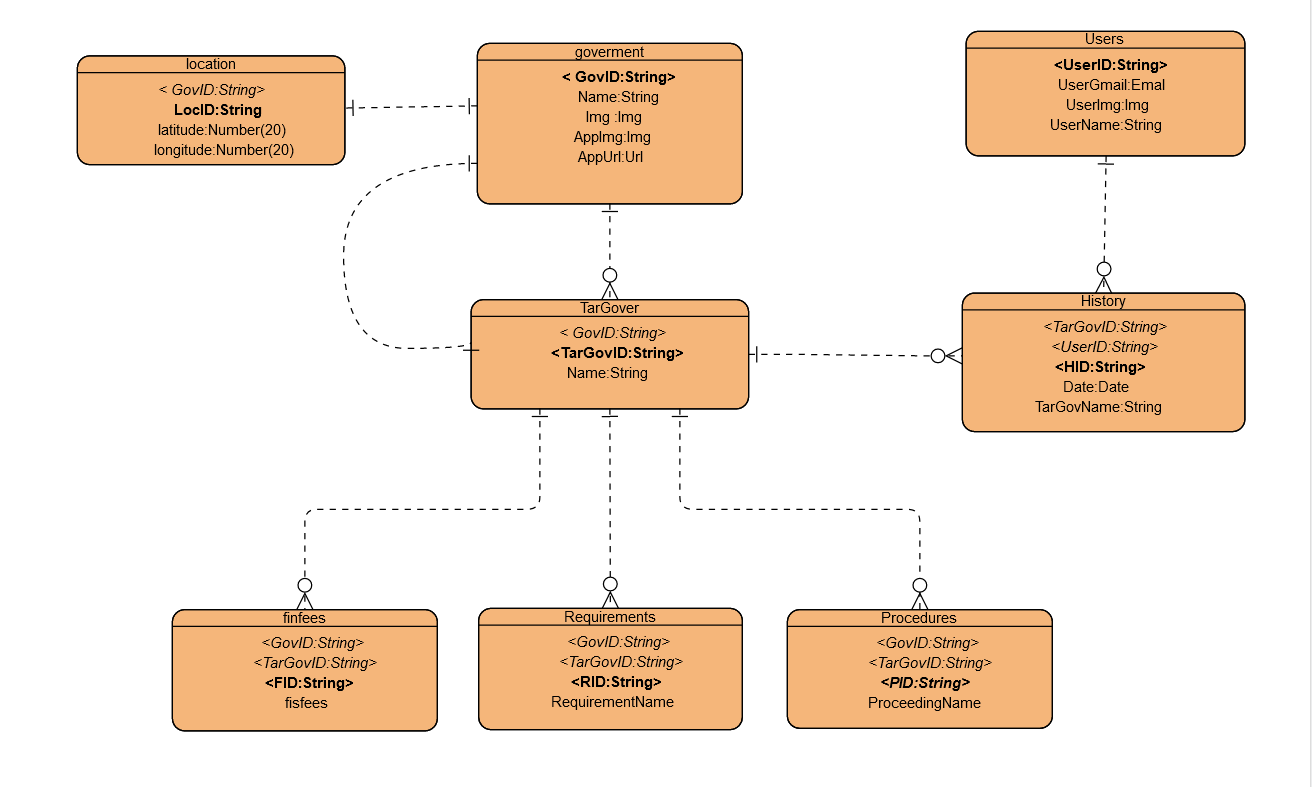 location
< GovID:String>
LocID:String
latitude:Number(20)
longitude:Number(20)
goverment
< GovID:String>
Name:String
Img :Img
AppImg:Img
AppUrl:Url
Users
<UserID:String>
UserGmail:Emal
UserImg:Img
UserName:String
TarGover
< GovID:String>
<TarGovID:String>
Name:String
History
<TarGovID:String>
<UserID:String>
<HID:String>
Date:Date
TarGovName:String
finfees
<GovID:String>
<TarGovID:String>
<FID:String>
fisfees
Requirements
<GovID:String>
<TarGovID:String>
<RID:String>
RequirementName
Procedures
<GovID:String>
<TarGovID:String>
<PID:String>
ProceedingName